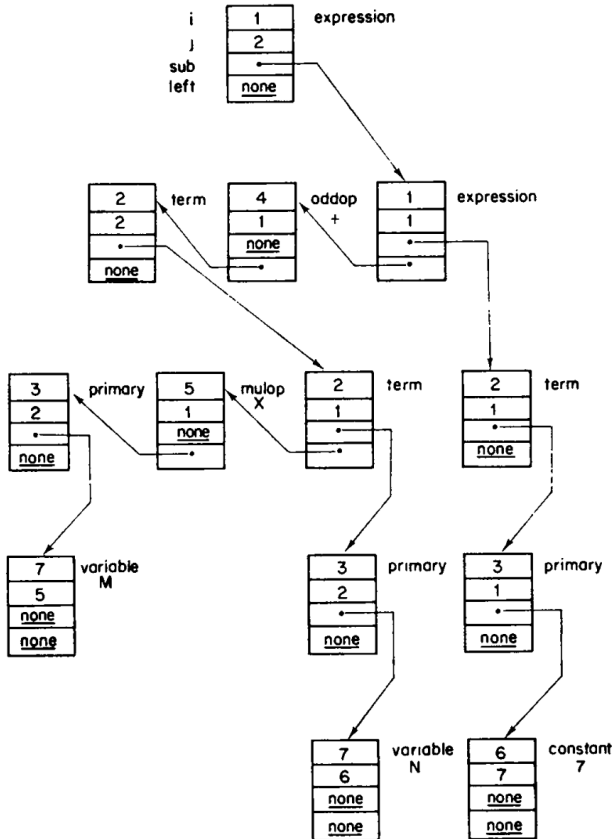 i 1 expression
j 2
sub
left none
2 term 4 addop 1 expression
2 1 + 1
none
none
3 primary 5 mulop 2 term 2 term
2 1 X 1 1
none
none none
7 variable 3 primary 3 primary
5 M 2 1
none
none none none
7 variable 6 constant
6 N 7 7
none none
none none